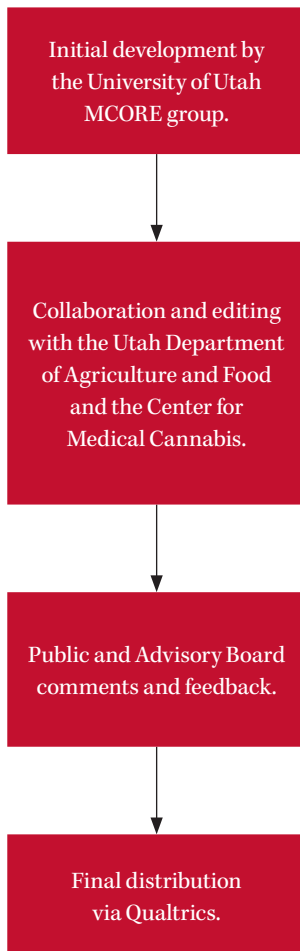 Initial development by
the University of Utah
MCORE group.
Collaboration and editing
with the Utah Department
of Agriculture and Food
and the Center for
Medical Cannabis.
Public and Advisory Board
comments and feedback.
Final distribution
via Qualtrics.